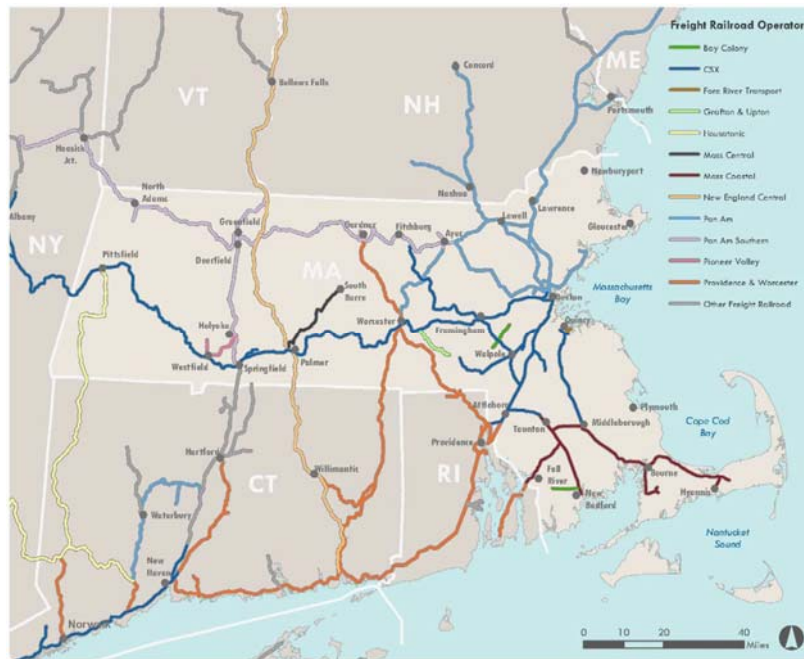 Freight Railroad Operator
Bay Colony
CSX
Fore River Transport
Grafton & Upton
Housatonic
Mass Central
Mass Coastal
New England Central
Pan Am
Pan Am Southern
Pioneer Valley
Providence & Worcester
Other Freight Railroad
VT
NH
ME
NY
MA
CT
RI
Concord
Bellows Falls
Portsmouth
Hoosick
Jct.
Newburyport
North
Adams
Nashua
Lawrence
Lowell
Gloucester
Albany
Greenfield
Gardner
Fitchburg
Ayer
Deerfield
Pittsfield
South
Barre
Boston
Massachusetts
Bay
Holyoke
Worcester
Framingham
Quincy
Westfield
Springfield
Palmer
Walpole
Attleboro
Taunton
Middleborough
Plymouth
Cape Cod
Bay
Hartford
Willimantic
Providence
Fall
River
New
Bedford
Bourne
Hyannis
Waterbury
Nantucket
Sound
New
Haven
Norwalk
0 10 20 40
Miles